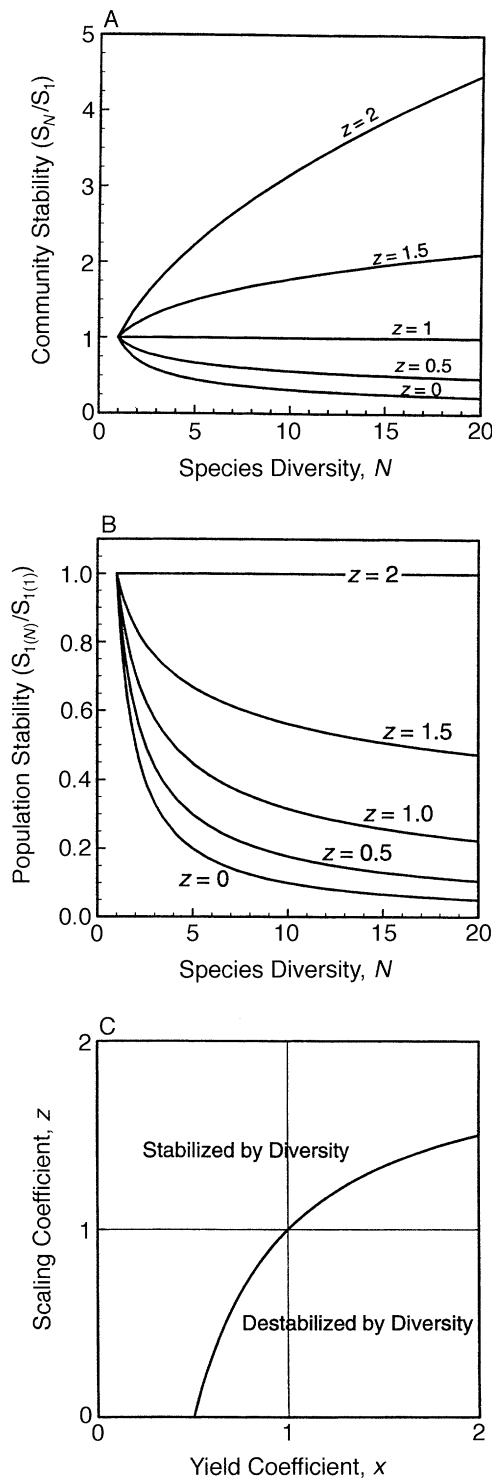 A
Community Stability (S_N/S_1)
5
4
3
2
1
0
z = 2
z = 1.5
z = 1
z = 0.5
z = 0
0 5 10 15 20
Species Diversity, N
B
Population Stability (S_1(N)/S_1(1))
1.0
0.8
0.6
0.4
0.2
0.0
z = 2
z = 1.5
z = 1.0
z = 0.5
z = 0
0 5 10 15 20
Species Diversity, N
C
Scaling Coefficient, z
2
1
0
Stabilized by Diversity
Destabilized by Diversity
0 1 2
Yield Coefficient, x